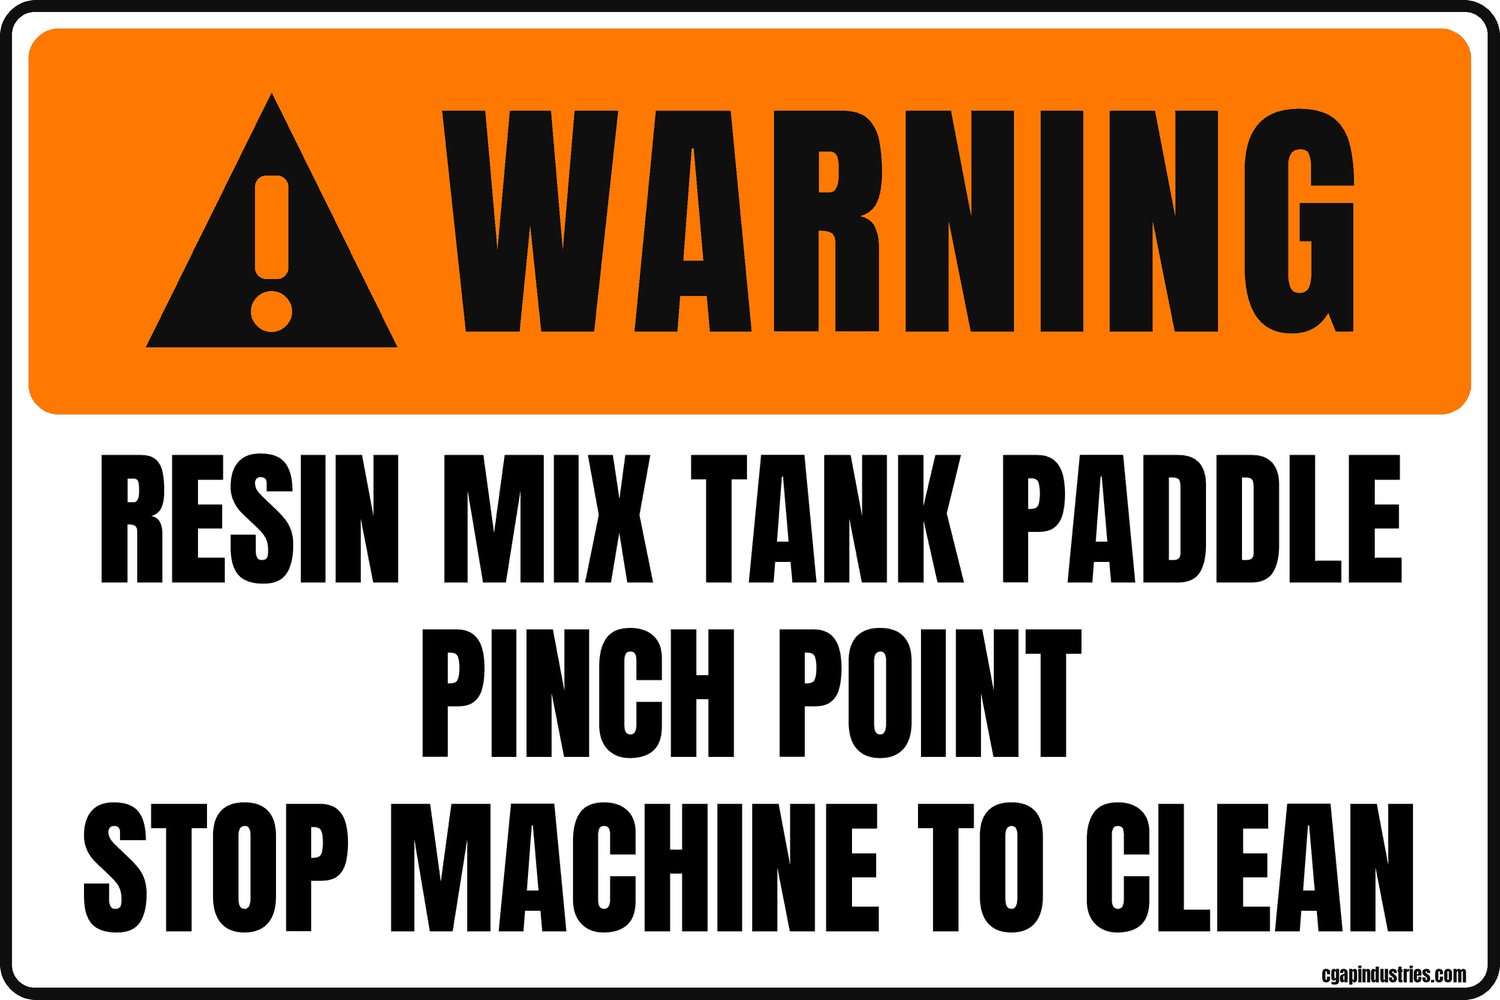 WARNING
RESIN MIX TANK PADDLE
PINCH POINT
STOP MACHINE TO CLEAN
cgapindustries.com